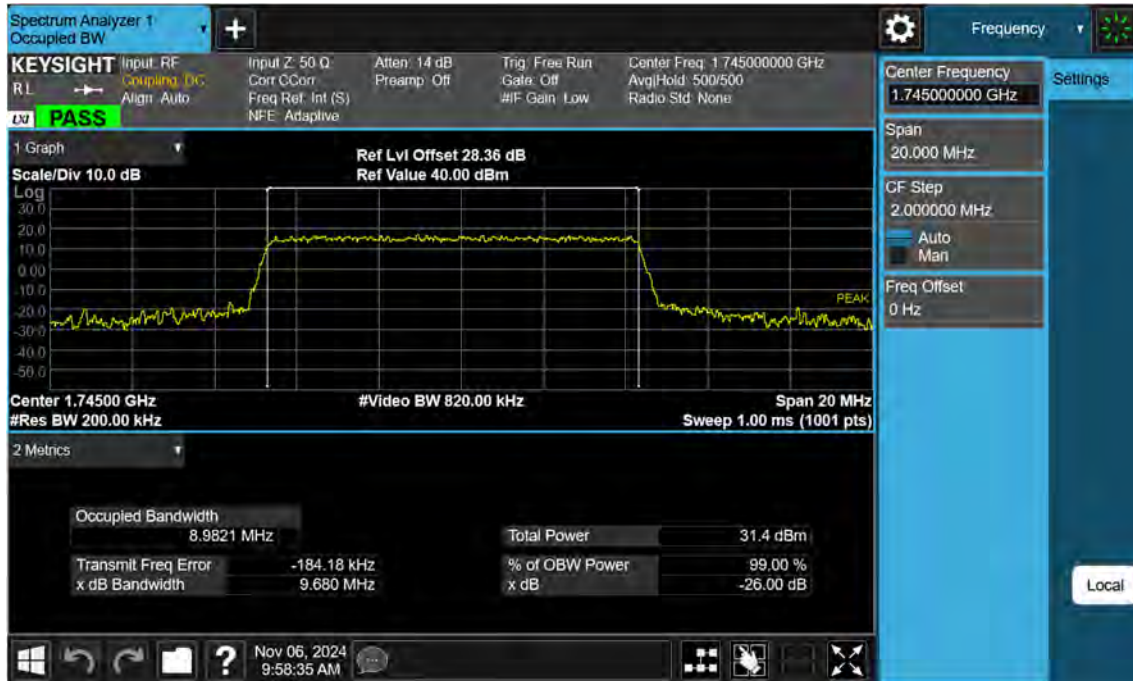 Spectrum Analyzer 1
Occupied BW
+
Frequency
KEYSIGHT Input: RF Input Z: 50 Ω Atten: 14 dB Trig: Free Run Center Freq: 1.745000000 GHz
RL Coupling: DC Corr CCorr Preamp: Off Gate: Off Avg|Hold: 500/500
Align: Auto Freq Ref: Int (S) #IF Gain: Low Radio Std: None
LXI PASS NFE: Adaptive
Center Frequency
1.745000000 GHz
Settings
Span
20.000 MHz
CF Step
2.000000 MHz
Auto
Man
Freq Offset
0 Hz
Local
1 Graph
Ref Lvl Offset 28.36 dB
Scale/Div 10.0 dB Ref Value 40.00 dBm
Log
30.0
20.0
10.0
0.00
-10.0
PEAK
-20.0
-30.0
-40.0
-50.0
Center 1.74500 GHz #Video BW 820.00 kHz Span 20 MHz
#Res BW 200.00 kHz Sweep 1.00 ms (1001 pts)
2 Metrics
Occupied Bandwidth
8.9821 MHz Total Power 31.4 dBm
Transmit Freq Error -184.18 kHz % of OBW Power 99.00 %
x dB Bandwidth 9.680 MHz x dB -26.00 dB
? Nov 06, 2024
9:58:35 AM